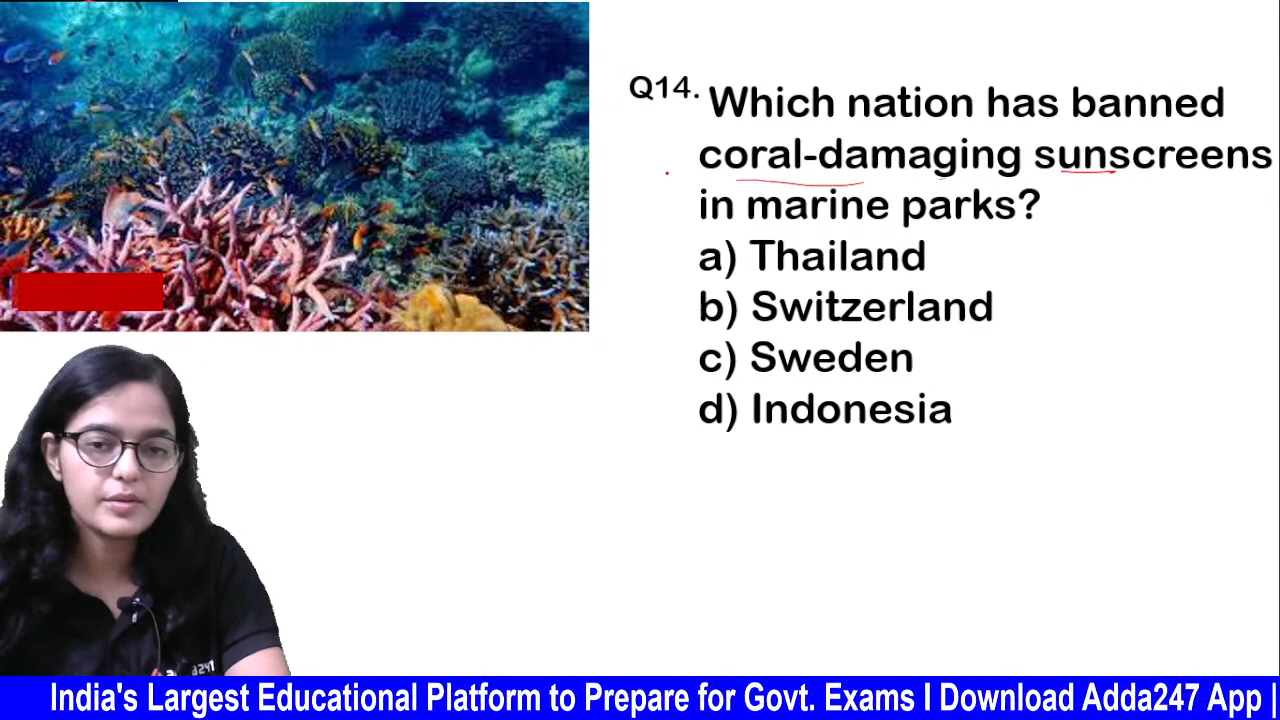 Q14. Which nation has banned
coral-damaging sunscreens
in marine parks?
a) Thailand
b) Switzerland
c) Sweden
d) Indonesia
India's Largest Educational Platform to Prepare for Govt. Exams I Download Adda247 App |